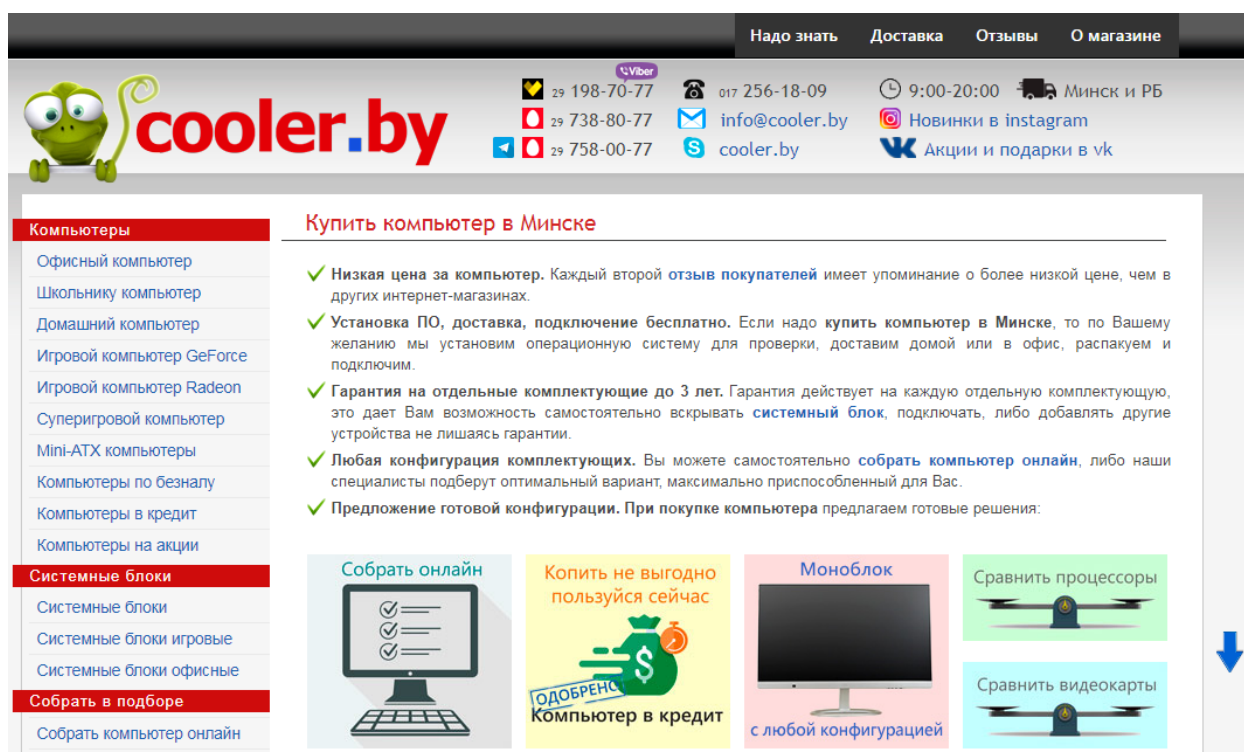 Надо знать Доставка Отзывы О магазине
Viber
29 198-70-77 017 256-18-09 9:00-20:00 Минск и РБ
cooler.by
29 738-80-77 info@cooler.by Новинки в instagram
29 758-00-77 cooler.by Акции и подарки в vk
Компьютеры
Офисный компьютер
Школьнику компьютер
Домашний компьютер
Игровой компьютер GeForce
Игровой компьютер Radeon
Суперигровой компьютер
Mini-ATX компьютеры
Компьютеры по безналу
Компьютеры в кредит
Компьютеры на акции
Системные блоки
Системные блоки
Системные блоки игровые
Системные блоки офисные
Собрать в подборе
Собрать компьютер онлайн
Купить компьютер в Минске
Низкая цена за компьютер. Каждый второй отзыв покупателей имеет упоминание о более низкой цене, чем в
других интернет-магазинах.
Установка ПО, доставка, подключение бесплатно. Если надо купить компьютер в Минске, то по Вашему
желанию мы установим операционную систему для проверки, доставим домой или в офис, распакуем и
подключим.
Гарантия на отдельные комплектующие до 3 лет. Гарантия действует на каждую отдельную комплектующую,
это дает Вам возможность самостоятельно вскрывать системный блок, подключать, либо добавлять другие
устройства не лишаясь гарантии.
Любая конфигурация комплектующих. Вы можете самостоятельно собрать компьютер онлайн, либо наши
специалисты подберут оптимальный вариант, максимально приспособленный для Вас.
Предложение готовой конфигурации. При покупке компьютера предлагаем готовые решения:
Собрать онлайн
Копить не выгодно
пользуйся сейчас
$
ОДОБРЕНО
Компьютер в кредит
Моноблок
с любой конфигурацией
Сравнить процессоры
Сравнить видеокарты